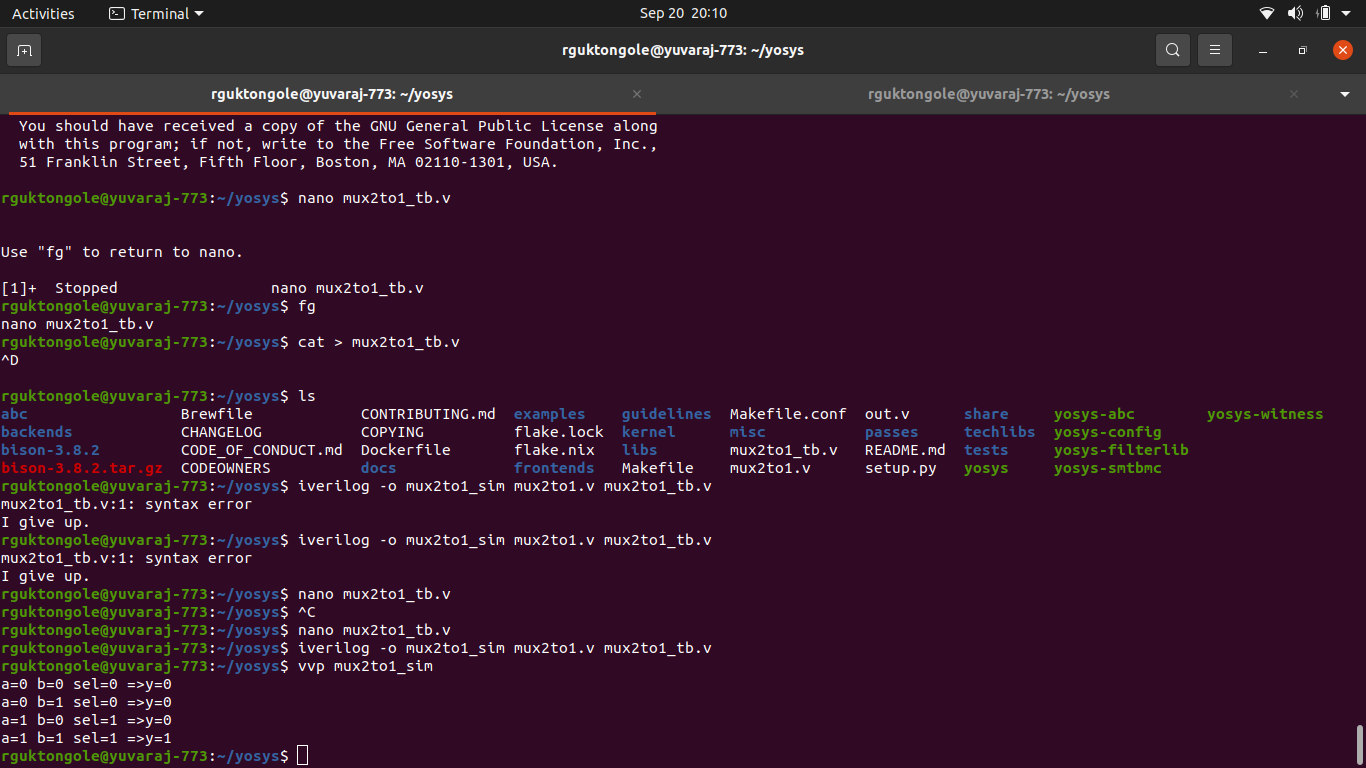 Activities Terminal Sep 20 20:10
rguktongole@yuvaraj-773: ~/yosys
rguktongole@yuvaraj-773: ~/yosys rguktongole@yuvaraj-773: ~/yosys
You should have received a copy of the GNU General Public License along
with this program; if not, write to the Free Software Foundation, Inc.,
51 Franklin Street, Fifth Floor, Boston, MA 02110-1301, USA.
rguktongole@yuvaraj-773:~/yosys$ nano mux2to1_tb.v
Use "fg" to return to nano.
[1]+  Stopped                 nano mux2to1_tb.v
rguktongole@yuvaraj-773:~/yosys$ fg
nano mux2to1_tb.v
rguktongole@yuvaraj-773:~/yosys$ cat > mux2to1_tb.v
^D
rguktongole@yuvaraj-773:~/yosys$ ls
abc Brewfile CONTRIBUTING.md examples guidelines Makefile.conf out.v share yosys-abc yosys-witness
backends CHANGELOG COPYING flake.lock kernel misc passes techlibs yosys-config
bison-3.8.2 CODE_OF_CONDUCT.md Dockerfile flake.nix libs mux2to1_tb.v README.md tests yosys-filterlib
bison-3.8.2.tar.gz CODEOWNERS docs frontends Makefile mux2to1.v setup.py yosys yosys-smtbmc
rguktongole@yuvaraj-773:~/yosys$ iverilog -o mux2to1_sim mux2to1.v mux2to1_tb.v
mux2to1_tb.v:1: syntax error
I give up.
rguktongole@yuvaraj-773:~/yosys$ iverilog -o mux2to1_sim mux2to1.v mux2to1_tb.v
mux2to1_tb.v:1: syntax error
I give up.
rguktongole@yuvaraj-773:~/yosys$ nano mux2to1_tb.v
rguktongole@yuvaraj-773:~/yosys$ ^C
rguktongole@yuvaraj-773:~/yosys$ nano mux2to1_tb.v
rguktongole@yuvaraj-773:~/yosys$ iverilog -o mux2to1_sim mux2to1.v mux2to1_tb.v
rguktongole@yuvaraj-773:~/yosys$ vvp mux2to1_sim
a=0 b=0 sel=0 =>y=0
a=0 b=1 sel=0 =>y=0
a=1 b=0 sel=1 =>y=0
a=1 b=1 sel=1 =>y=1
rguktongole@yuvaraj-773:~/yosys$